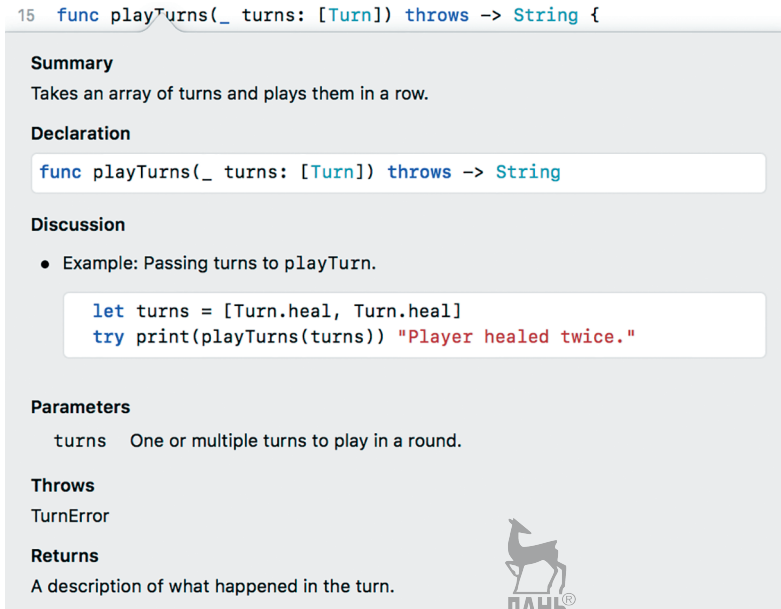 15 func playTurns(_ turns: [Turn]) throws -> String {
Summary
Takes an array of turns and plays them in a row.
Declaration
func playTurns(_ turns: [Turn]) throws -> String
Discussion
• Example: Passing turns to playTurn.
let turns = [Turn.heal, Turn.heal]
try print(playTurns(turns)) "Player healed twice."
Parameters
turns One or multiple turns to play in a round.
Throws
TurnError
Returns
A description of what happened in the turn.
ЛАНЬ®